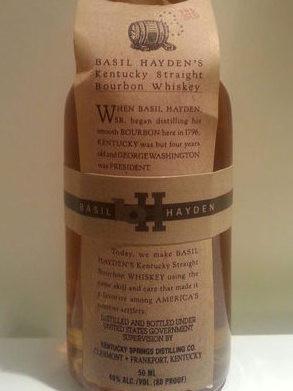 BASIL HAYDEN'S
Kentucky Straight
Bourbon Whiskey
WHEN BASIL HAYDEN,
SR. began distilling his
smooth BOURBON here in 1796,
KENTUCKY was but four years
old and GEORGE WASHINGTON
was PRESIDENT.
BASIL bH HAYDEN
Today, we make BASIL
HAYDEN'S Kentucky Straight
Bourbon WHISKEY using the
same skill and care that made it
a favorite among AMERICA'S
frontier settlers.
DISTILLED AND BOTTLED UNDER
UNITED STATES GOVERNMENT
SUPERVISION BY
KENTUCKY SPRINGS DISTILLING CO.
CLERMONT • FRANKFORT, KENTUCKY
50 Ml
40% ALC./VOL. (80 PROOF)